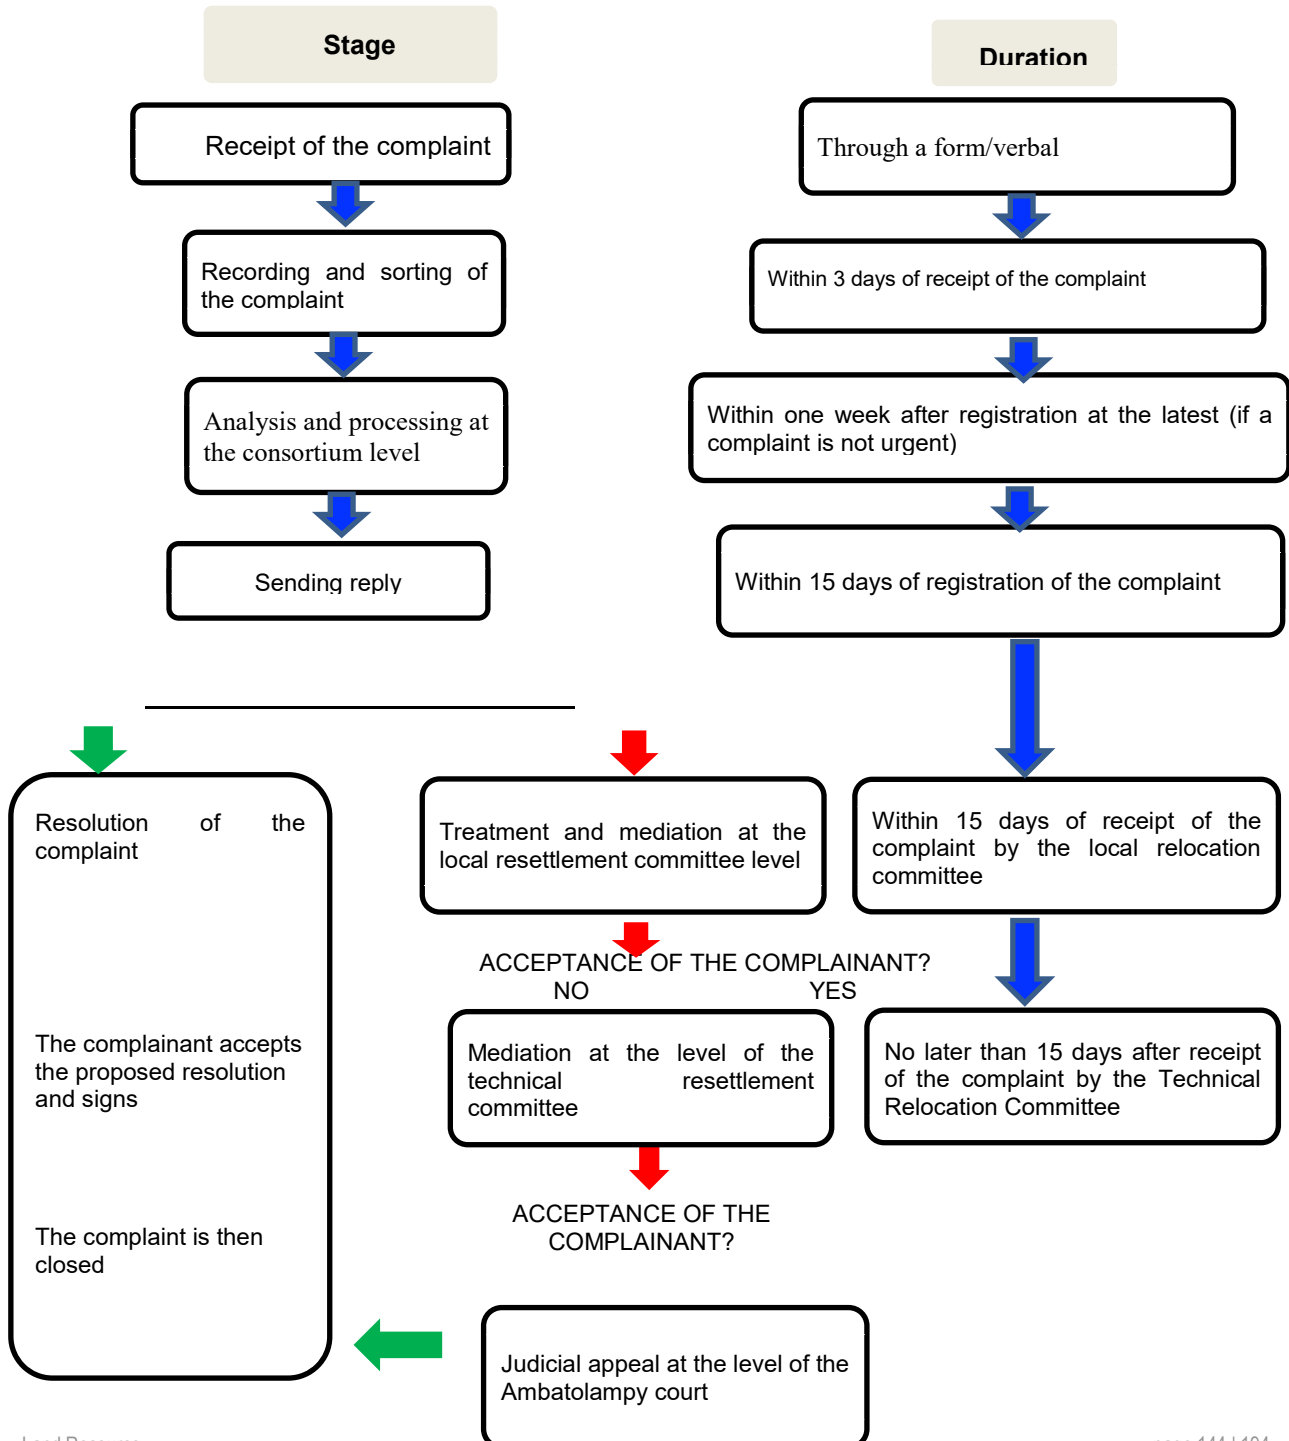 Stage
Duration
Receipt of the complaint
Through a form/verbal
Recording and sorting of
the complaint
Within 3 days of receipt of the complaint
Analysis and processing at
the consortium level
Within one week after registration at the latest (if a
complaint is not urgent)
Sending reply
Within 15 days of registration of the complaint
Resolution of the
complaint
Treatment and mediation at the
local resettlement committee level
Within 15 days of receipt of the
complaint by the local relocation
committee
ACCEPTANCE OF THE COMPLAINANT?
NO YES
The complainant accepts
the proposed resolution
and signs
Mediation at the level of the
technical resettlement
committee
No later than 15 days after receipt
of the complaint by the Technical
Relocation Committee
ACCEPTANCE OF THE
COMPLAINANT?
The complaint is then
closed
Judicial appeal at the level of the
Ambatolampy court